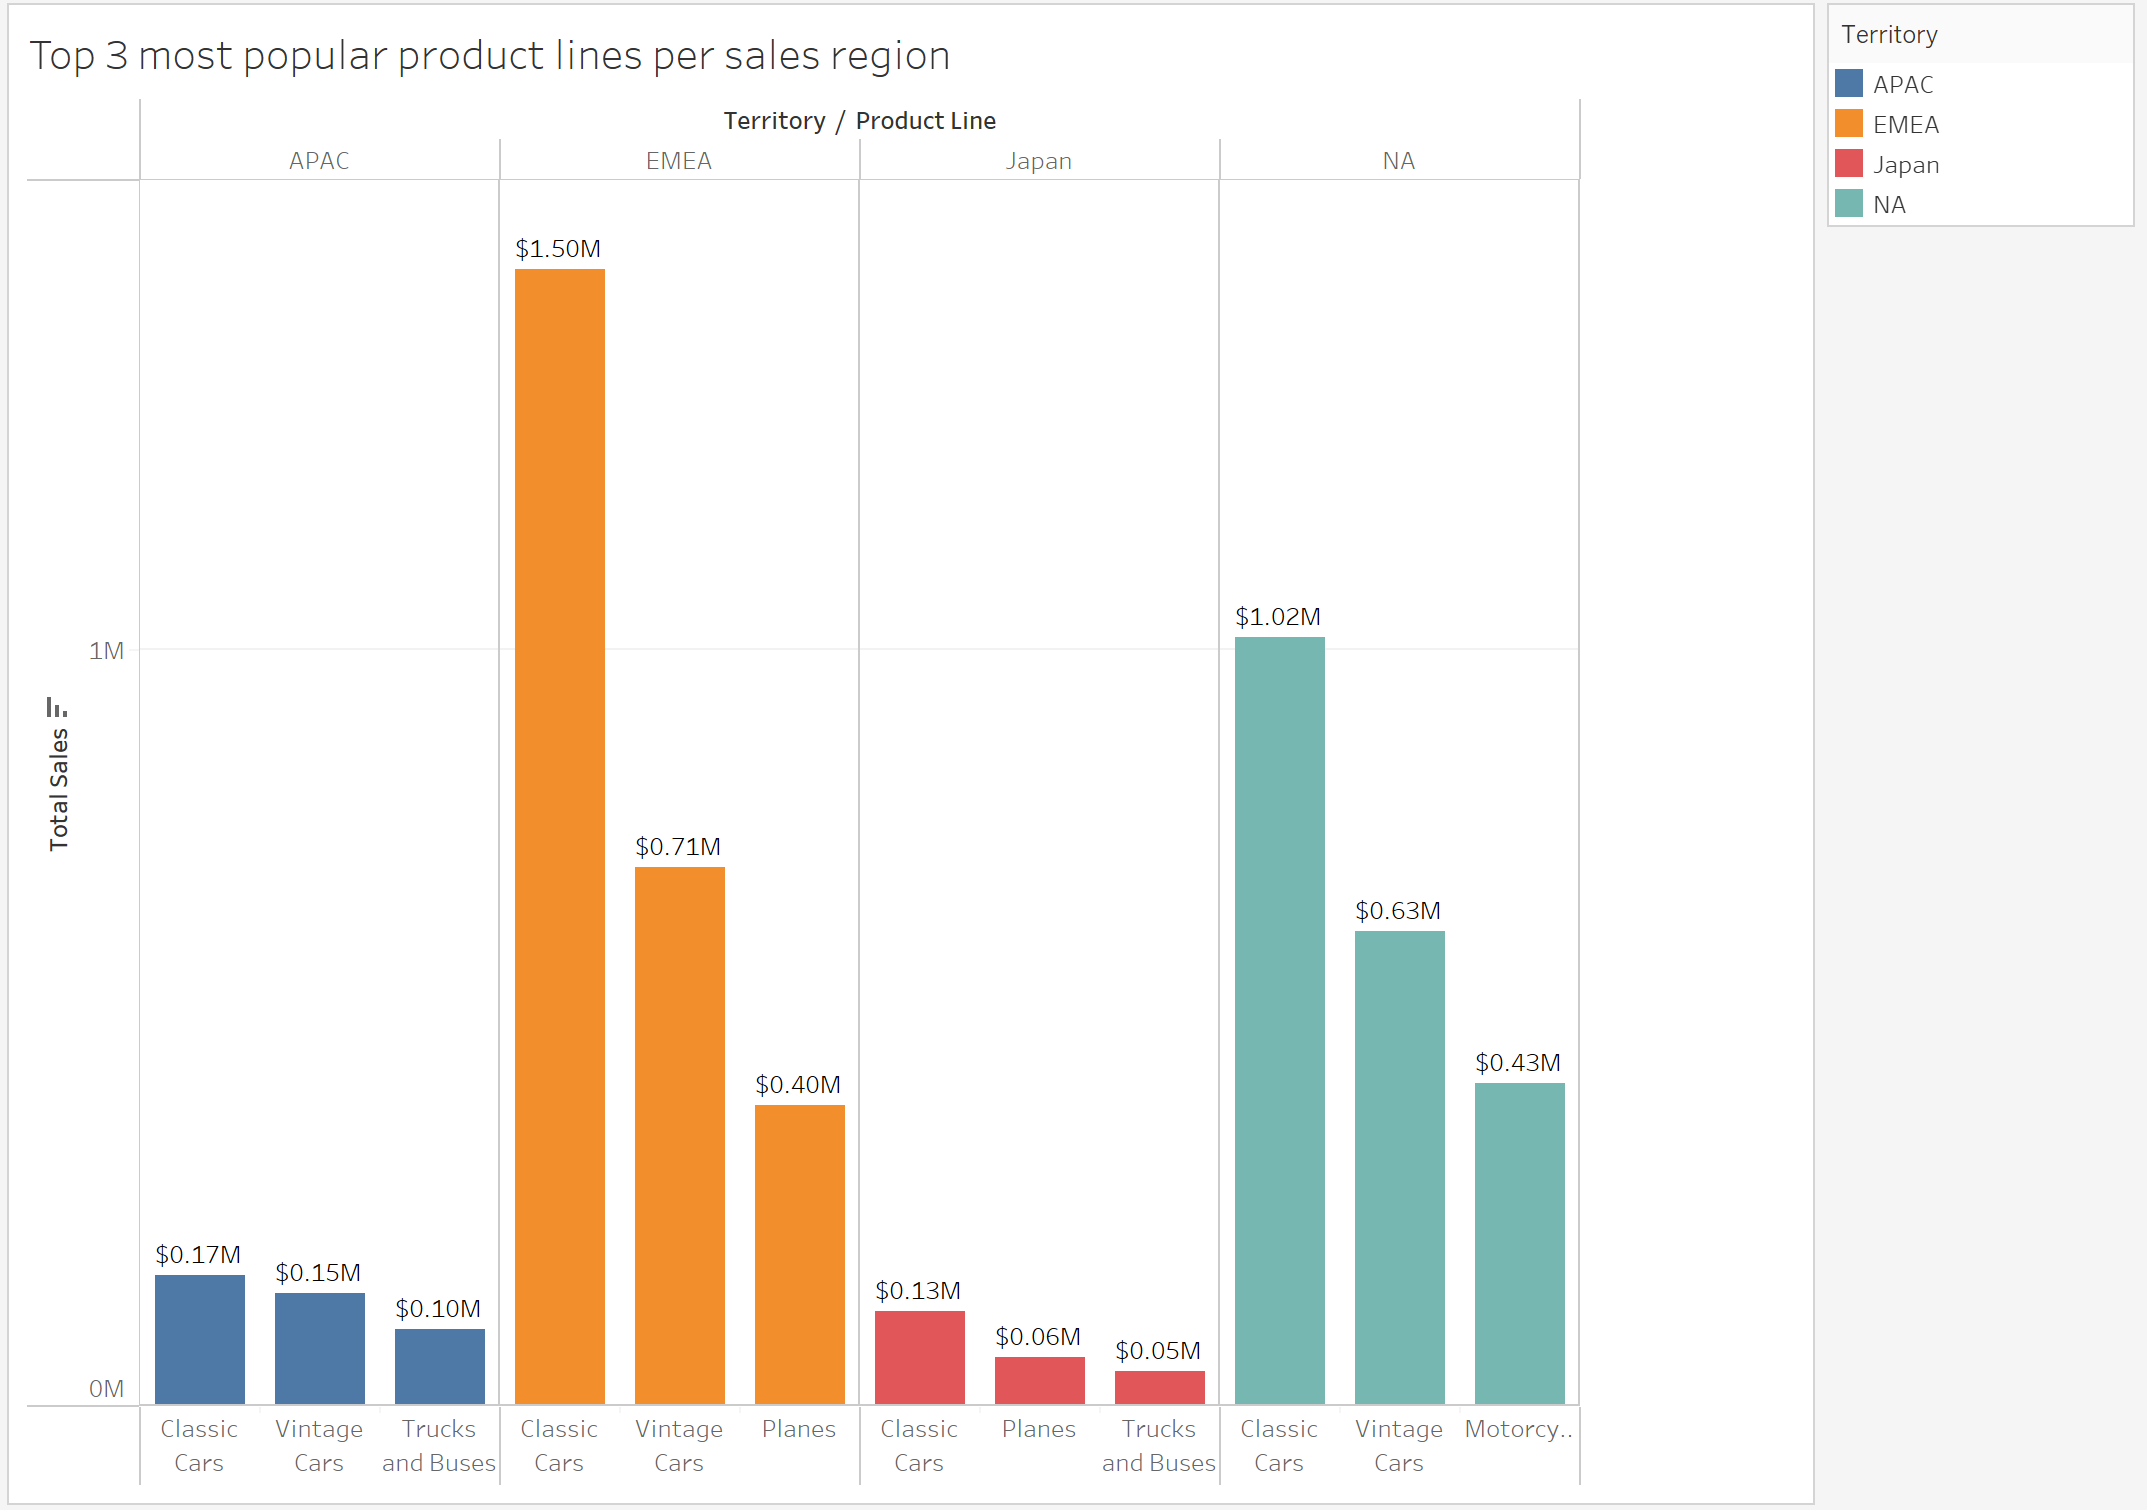 Top 3 most popular product lines per sales region
Territory / Product Line
APAC
EMEA
Japan
NA
Total Sales
1M
0M
$0.17M
$0.15M
$0.10M
$1.50M
$0.71M
$0.40M
$0.13M
$0.06M
$0.05M
$1.02M
$0.63M
$0.43M
Classic
Cars
Vintage
Cars
Trucks
and Buses
Classic
Cars
Vintage
Cars
Planes
Classic
Cars
Planes
Trucks
and Buses
Classic
Cars
Vintage
Cars
Motorcy..
Territory
APAC
EMEA
Japan
NA